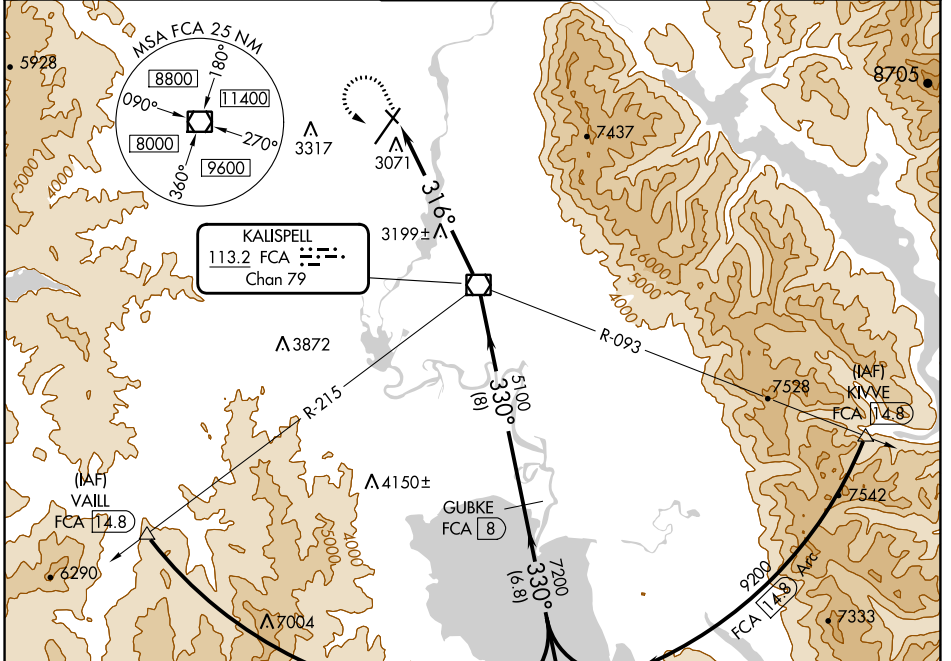 MSA FCA 25 NM
180°
8800
11400
090°
270°
8000
9600
360°
5928
5000
4000
3317
3071
316°
3199±
KALISPELL
113.2 FCA
Chan 79
7437
8705
6000
5000
4000
3872
R-215
R-093
5100
330°
(8)
7528
(IAF)
KIVVE
FCA 14.8
7542
(IAF)
VAILL
FCA 14.8
4150±
GUBKE
FCA 8
5000
4000
6290
7004
7200
330°
(6.8)
9200
FCA 14.8 Arc
7333